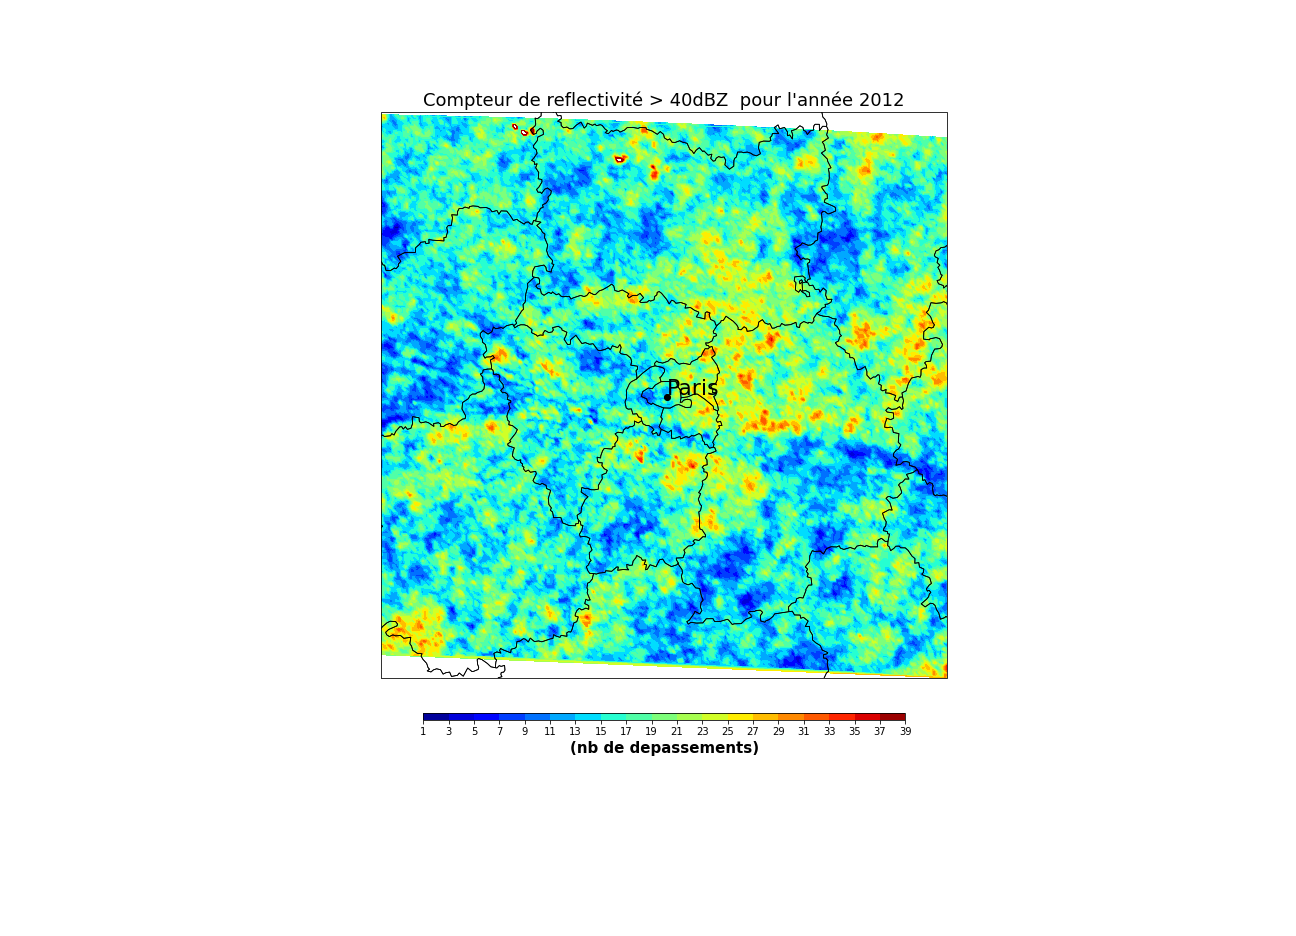 Compteur de reflectivité > 40dBZ pour l'année 2012
Paris
1 3 5 7 9 11 13 15 17 19 21 23 25 27 29 31 33 35 37 39
(nb de depassements)